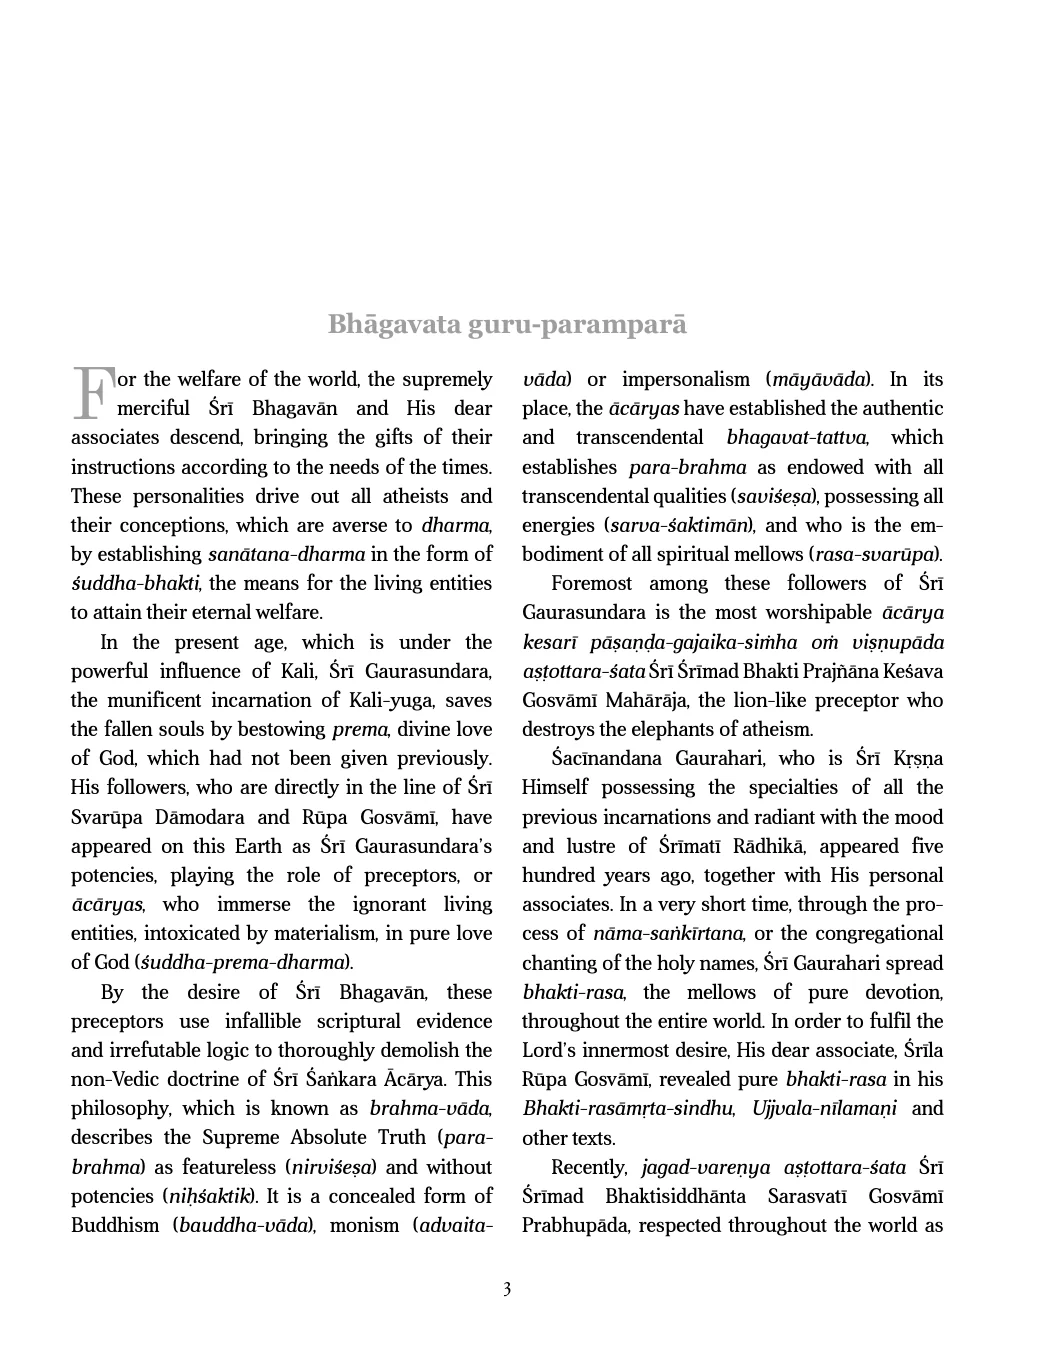 Bhāgavata guru-paramparā
For the welfare of the world, the supremely
merciful Śrī Bhagavān and His dear
associates descend, bringing the gifts of their
instructions according to the needs of the times.
These personalities drive out all atheists and
their conceptions, which are averse to dharma,
by establishing sanātana-dharma in the form of
śuddha-bhakti, the means for the living entities
to attain their eternal welfare.
In the present age, which is under the
powerful influence of Kali, Śrī Gaurasundara,
the munificent incarnation of Kali-yuga, saves
the fallen souls by bestowing prema, divine love
of God, which had not been given previously.
His followers, who are directly in the line of Śrī
Svarūpa Dāmodara and Rūpa Gosvāmī, have
appeared on this Earth as Śrī Gaurasundara’s
potencies, playing the role of preceptors, or
ācāryas, who immerse the ignorant living
entities, intoxicated by materialism, in pure love
of God (śuddha-prema-dharma).
By the desire of Śrī Bhagavān, these
preceptors use infallible scriptural evidence
and irrefutable logic to thoroughly demolish the
non-Vedic doctrine of Śrī Śaṅkara Ācārya. This
philosophy, which is known as brahma-vāda,
describes the Supreme Absolute Truth (para-
brahma) as featureless (nirviśeṣa) and without
potencies (niḥśaktik). It is a concealed form of
Buddhism (bauddha-vāda), monism (advaita-
vāda) or impersonalism (māyāvāda). In its
place, the ācāryas have established the authentic
and transcendental bhagavat-tattva, which
establishes para-brahma as endowed with all
transcendental qualities (saviśeṣa), possessing all
energies (sarva-śaktimān), and who is the em-
bodiment of all spiritual mellows (rasa-svarūpa).
Foremost among these followers of Śrī
Gaurasundara is the most worshipable ācārya
kesarī pāṣaṇḍa-gajaika-siṁha oṁ viṣṇupāda
aṣṭottara-śata Śrī Śrīmad Bhakti Prajñāna Keśava
Gosvāmī Mahārāja, the lion-like preceptor who
destroys the elephants of atheism.
Śacīnandana Gaurahari, who is Śrī Kṛṣṇa
Himself possessing the specialties of all the
previous incarnations and radiant with the mood
and lustre of Śrīmatī Rādhikā, appeared five
hundred years ago, together with His personal
associates. In a very short time, through the pro-
cess of nāma-saṅkīrtana, or the congregational
chanting of the holy names, Śrī Gaurahari spread
bhakti-rasa, the mellows of pure devotion,
throughout the entire world. In order to fulfil the
Lord’s innermost desire, His dear associate, Śrīla
Rūpa Gosvāmī, revealed pure bhakti-rasa in his
Bhakti-rasāmṛta-sindhu, Ujjvala-nīlamaṇi and
other texts.
Recently, jagad-vareṇya aṣṭottara-śata Śrī
Śrīmad Bhaktisiddhānta Sarasvatī Gosvāmī
Prabhupāda, respected throughout the world as
3